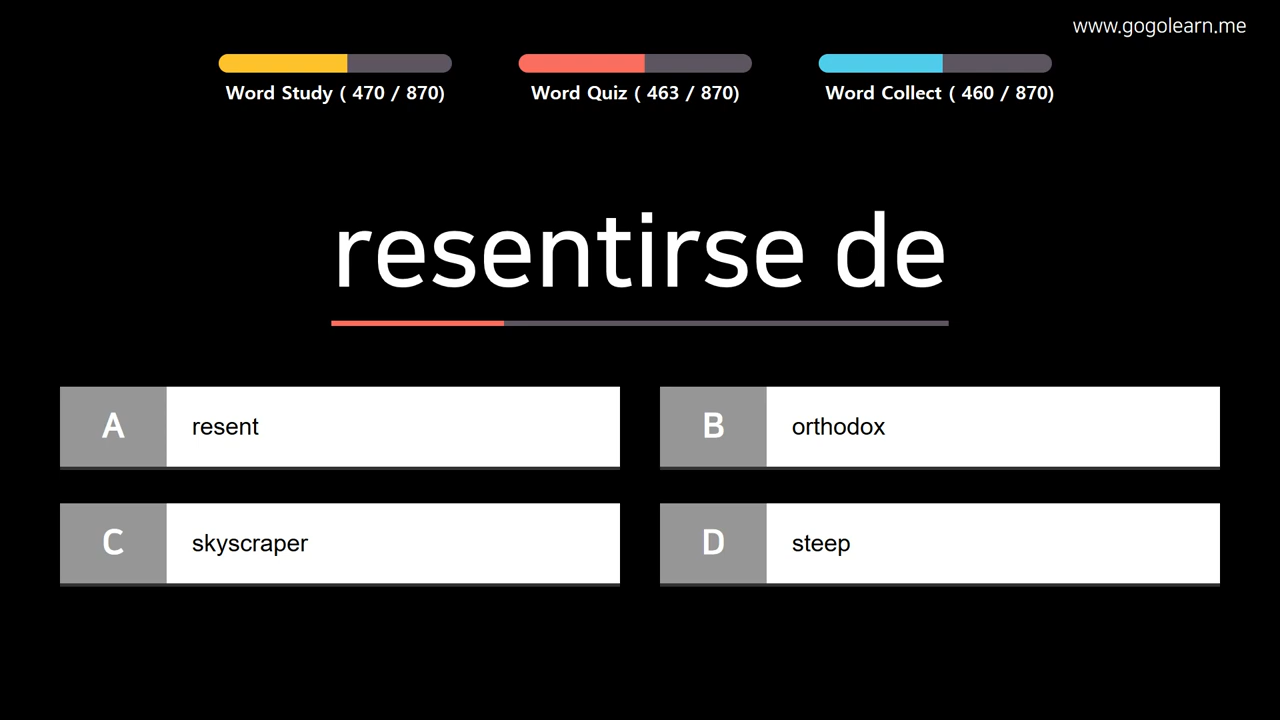 www.gogolearn.me
Word Study ( 470 / 870)
Word Quiz ( 463 / 870)
Word Collect ( 460 / 870)
resentirse de
A resent
B orthodox
C skyscraper
D steep